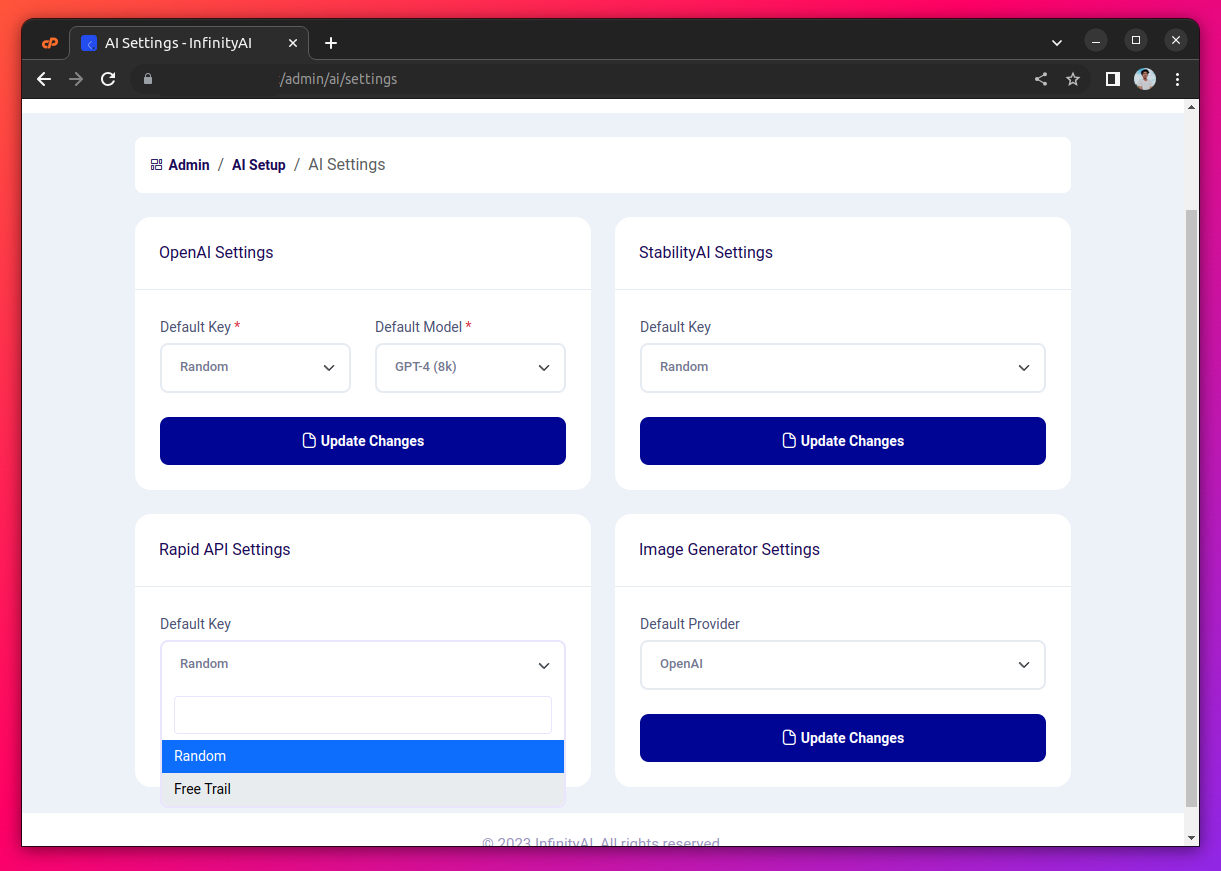 AI Settings - InfinityAI
/admin/ai/settings
Admin / AI Setup / AI Settings
OpenAI Settings
Default Key *
Default Model *
Random
GPT-4 (8k)
Update Changes
StabilityAI Settings
Default Key
Random
Update Changes
Rapid API Settings
Default Key
Random
Random
Free Trail
Image Generator Settings
Default Provider
OpenAI
Update Changes
© 2023 InfinityAI. All rights reserved